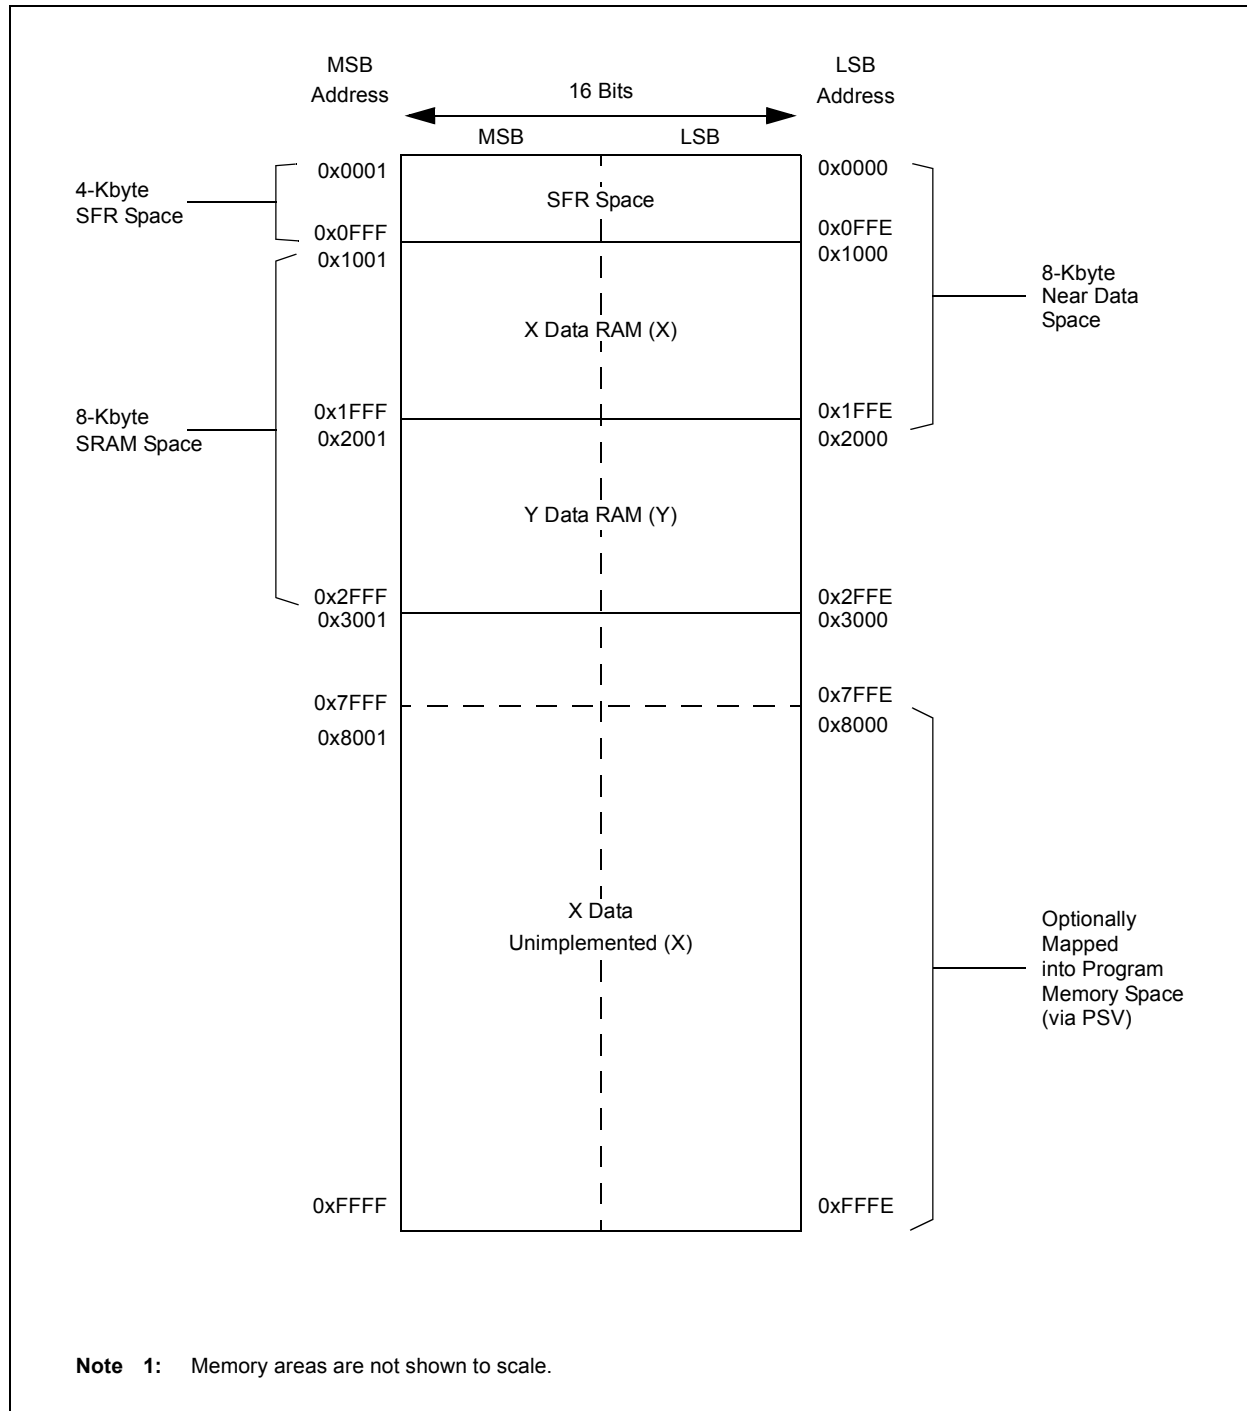 MSB
Address
LSB
Address
16 Bits
MSB
LSB
4-Kbyte
SFR Space
0x0001
0x0FFF
0x1001
SFR Space
0x0000
0x0FFE
0x1000
8-Kbyte
Near Data
Space
X Data RAM (X)
8-Kbyte
SRAM Space
0x1FFF
0x2001
0x1FFE
0x2000
Y Data RAM (Y)
0x2FFF
0x3001
0x2FFE
0x3000
0x7FFF
0x8001
0x7FFE
0x8000
X Data
Unimplemented (X)
Optionally
Mapped
into Program
Memory Space
(via PSV)
0xFFFF
0xFFFE
Note 1: Memory areas are not shown to scale.